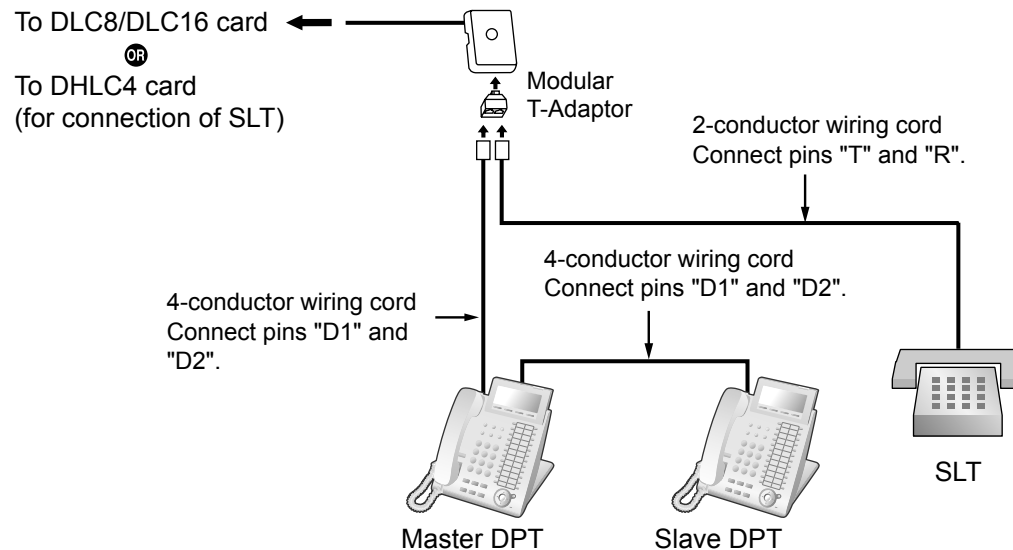 To DLC8/DLC16 card
OR
To DHLC4 card
(for connection of SLT)
Modular
T-Adaptor
2-conductor wiring cord
Connect pins "T" and "R".
4-conductor wiring cord
Connect pins "D1" and "D2".
4-conductor wiring cord
Connect pins "D1" and
"D2".
SLT
Master DPT
Slave DPT